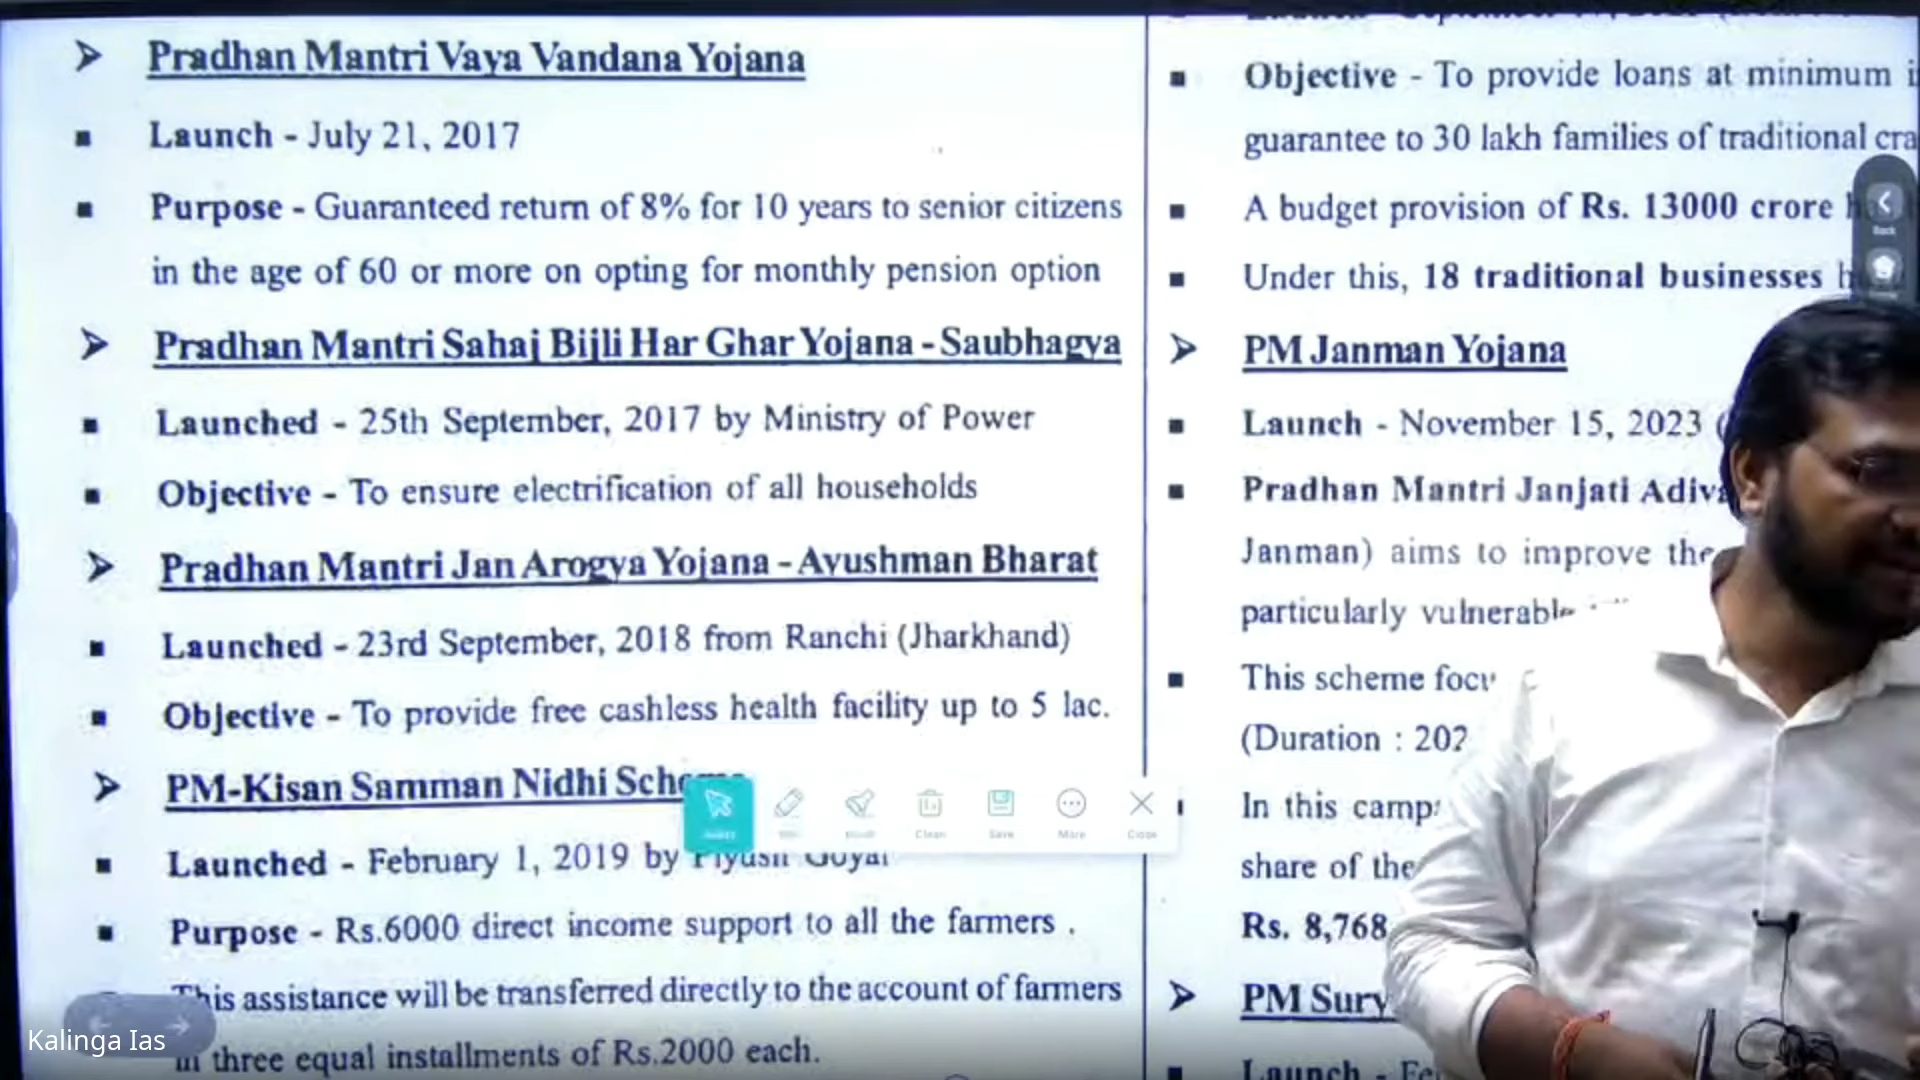 Pradhan Mantri Vaya Vandana Yojana
Launch - July 21, 2017
Purpose - Guaranteed return of 8% for 10 years to senior citizens
in the age of 60 or more on opting for monthly pension option
Pradhan Mantri Sahaj Bijli Har Ghar Yojana - Saubhagya
Launched - 25th September, 2017 by Ministry of Power
Objective - To ensure electrification of all households
Pradhan Mantri Jan Arogya Yojana - Ayushman Bharat
Launched - 23rd September, 2018 from Ranchi (Jharkhand)
Objective - To provide free cashless health facility up to 5 lac.
PM-Kisan Samman Nidhi
Launched - February 1, 2019 by Piyush Goyal
Purpose - Rs.6000 direct income support to all the farmers .
This assistance will be transferred directly to the account of farmers
in three equal installments of Rs.2000 each.
Objective - To provide loans at minimum
guarantee to 30 lakh families of traditional
A budget provision of Rs. 13000 crore
Under this, 18 traditional businesses
PM Janman Yojana
Launch - November 15, 2023
Pradhan Mantri Janjati
Janman) aims to improve the
particularly vulnerable
This scheme
(Duration :
In this
share of the
Rs. 8,768
PM
Launch -
Back
Clean
Save
More
Close
Kalinga Ias